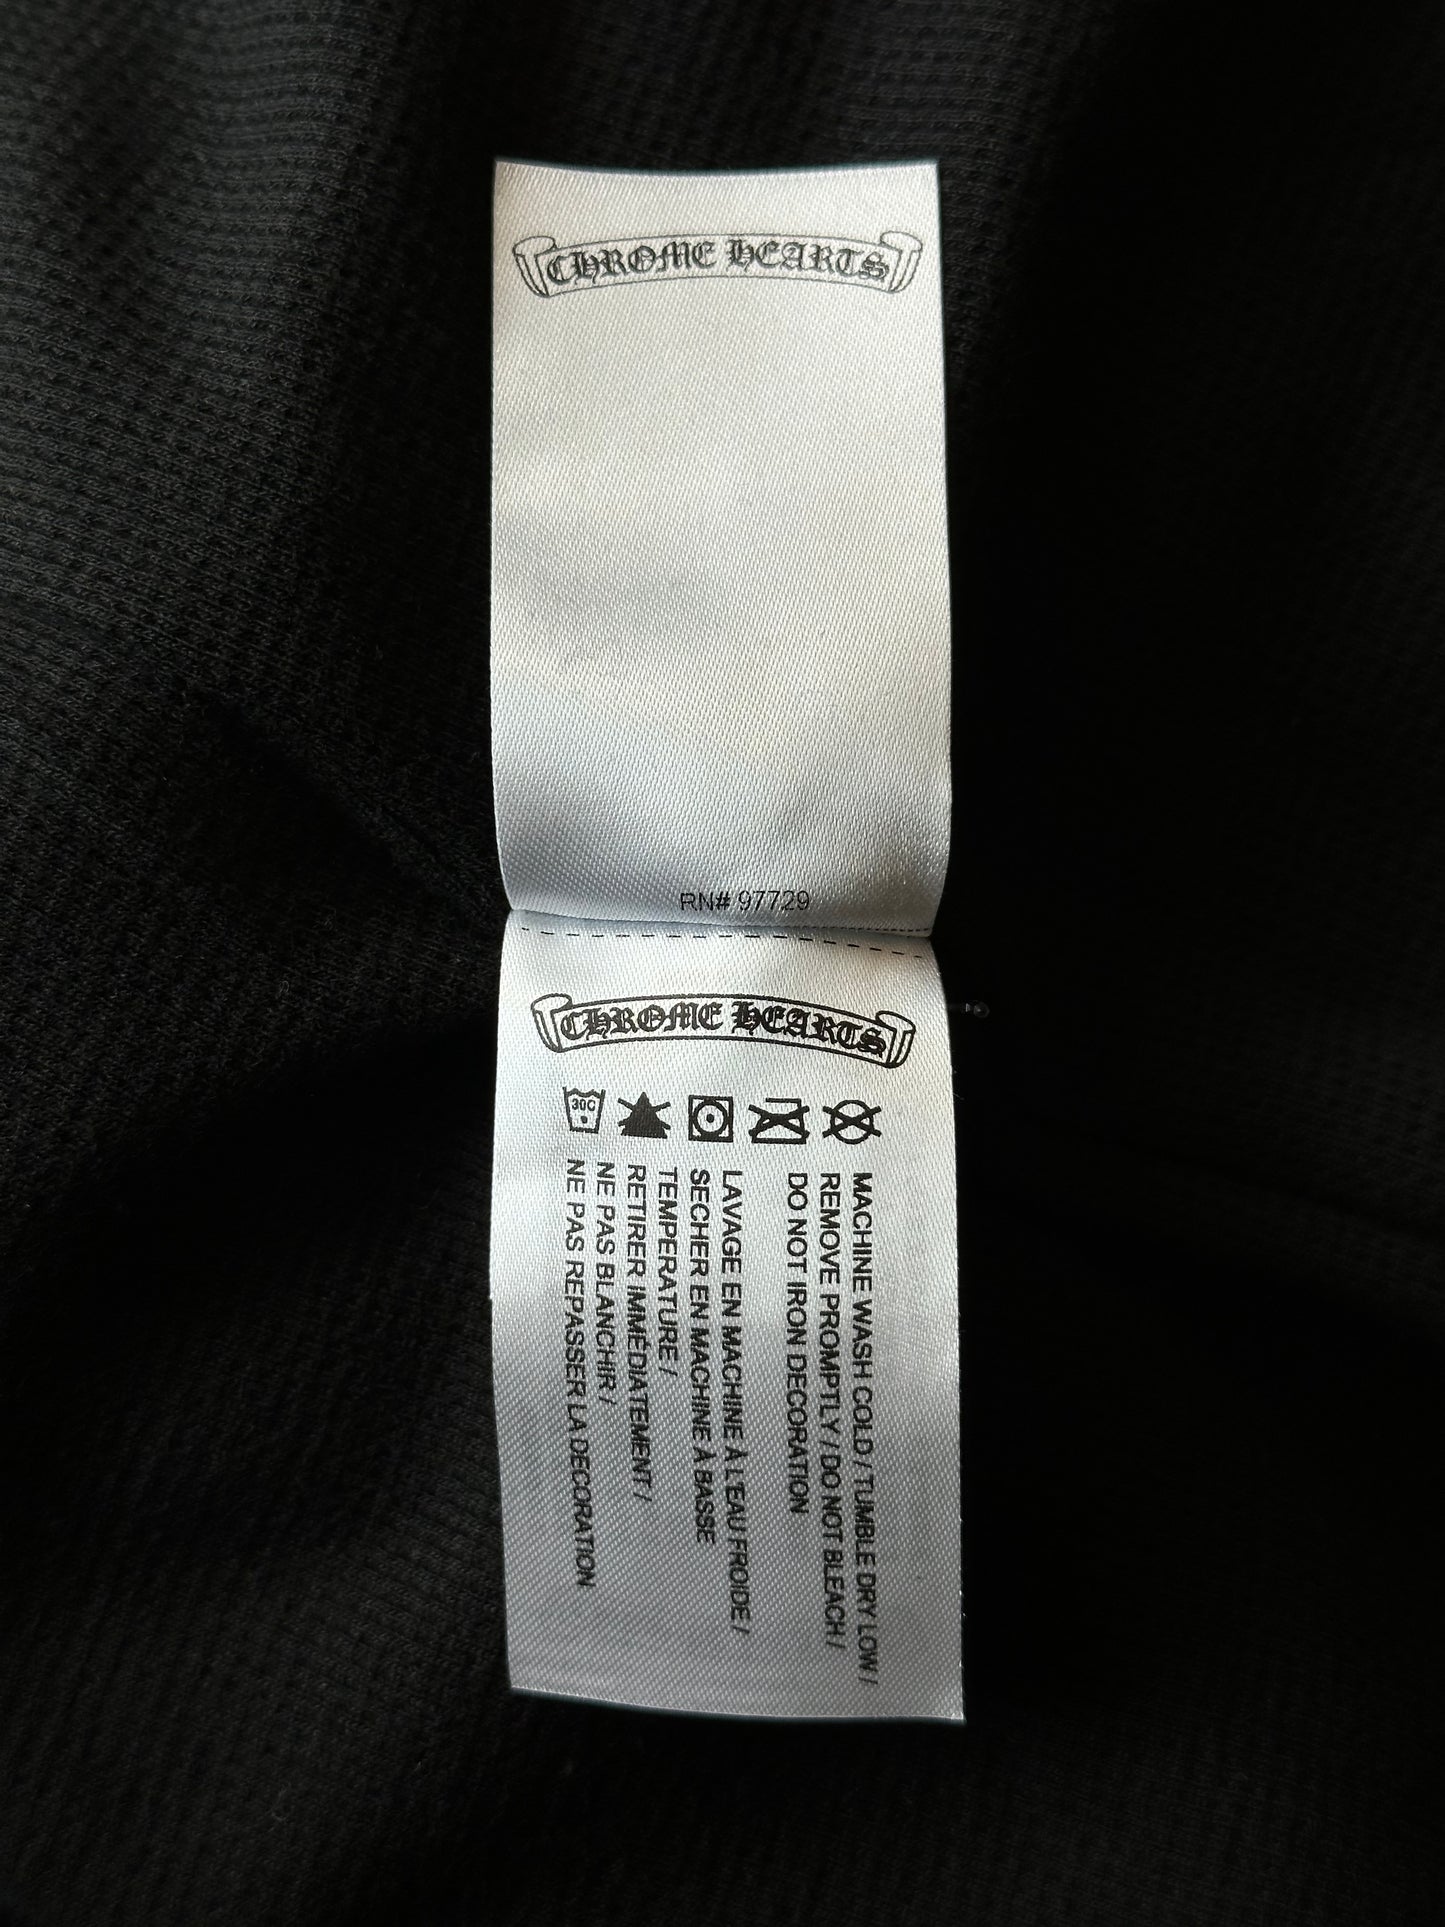 CHROME HEARTS
RN# 97729
CHROME HEARTS
30C
MACHINE WASH COLD / TUMBLE DRY LOW /
REMOVE PROMPTLY / DO NOT BLEACH /
DO NOT IRON DECORATION
LAVAGE EN MACHINE À L'EAU FROIDE /
SECHER EN MACHINE À BASSE
TEMPERATURE /
RETIRER IMMÉDIATEMENT /
NE PAS BLANCHIR /
NE PAS REPASSER LA DECORATION